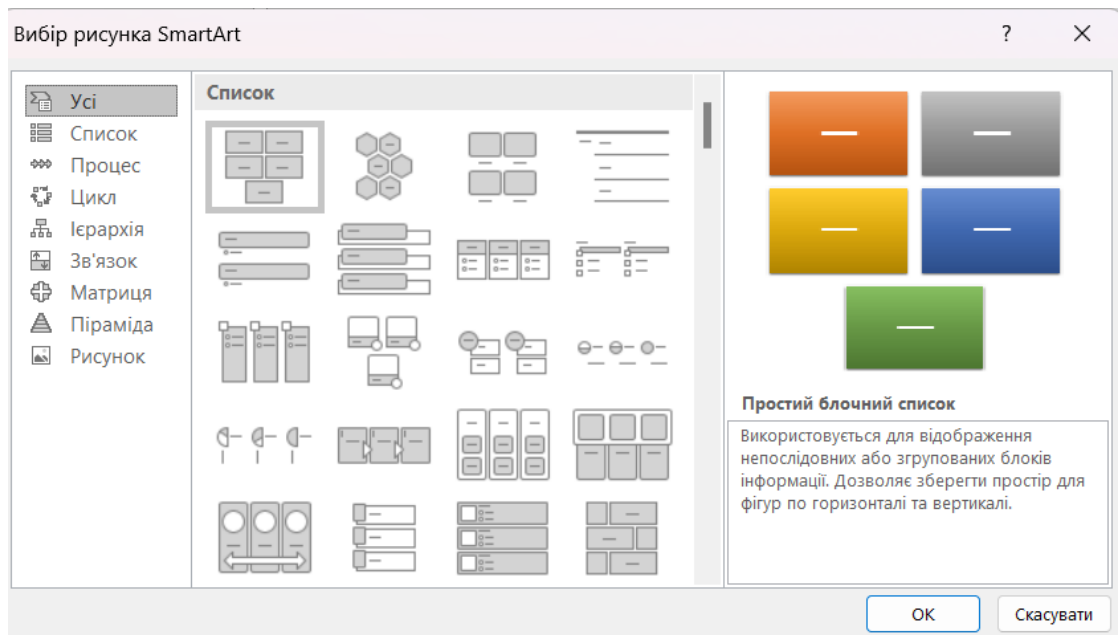 Вибір рисунка SmartArt
?
Усі
Список
Процес
Цикл
Ієрархія
Зв'язок
Матриця
Піраміда
Рисунок
Список
Простий блочний список
Використовується для відображення
непослідовних або згрупованих блоків
інформації. Дозволяє зберегти простір для
фігур по горизонталі та вертикалі.
ОК
Скасувати